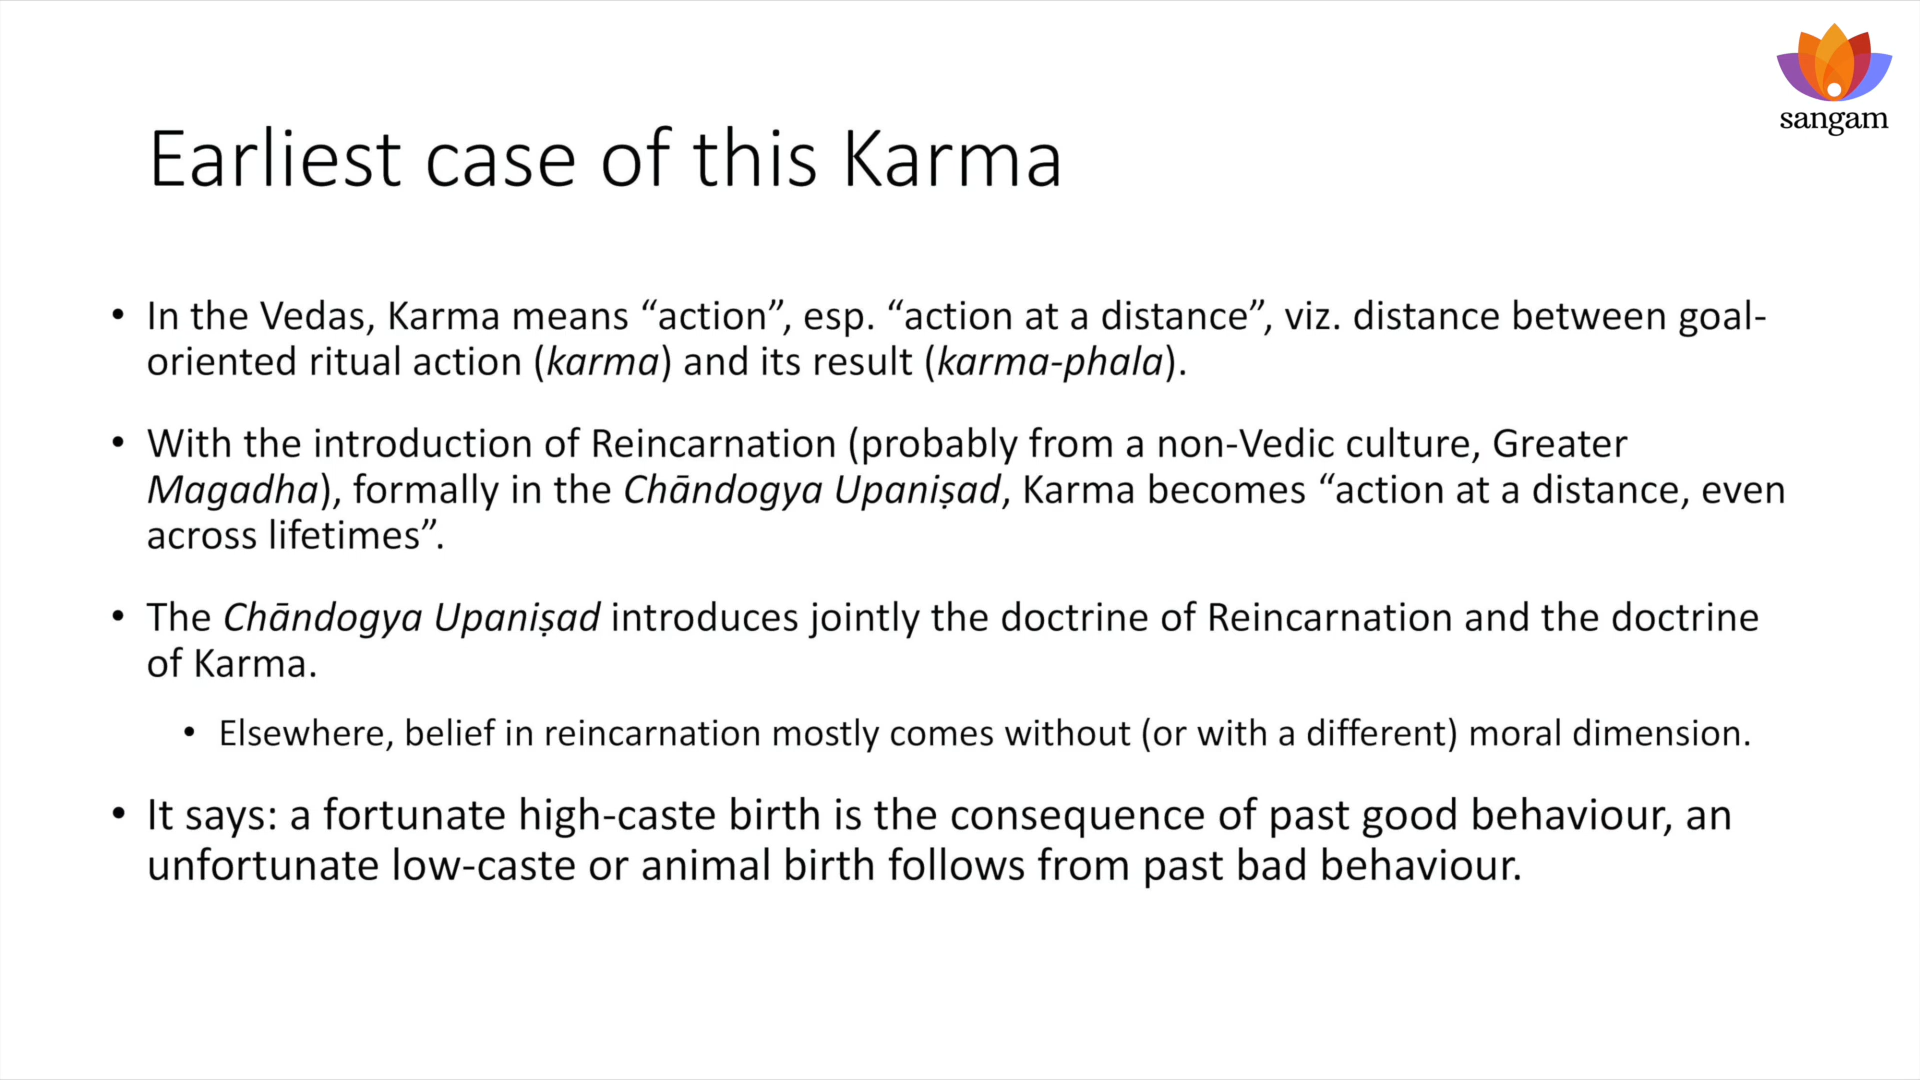 sangam
Earliest case of this Karma
• In the Vedas, Karma means “action”, esp. “action at a distance”, viz. distance between goal-
oriented ritual action (karma) and its result (karma-phala).
• With the introduction of Reincarnation (probably from a non-Vedic culture, Greater
Magadha), formally in the Chāndogya Upaniṣad, Karma becomes “action at a distance, even
across lifetimes”.
• The Chāndogya Upaniṣad introduces jointly the doctrine of Reincarnation and the doctrine
of Karma.
• Elsewhere, belief in reincarnation mostly comes without (or with a different) moral dimension.
• It says: a fortunate high-caste birth is the consequence of past good behaviour, an
unfortunate low-caste or animal birth follows from past bad behaviour.